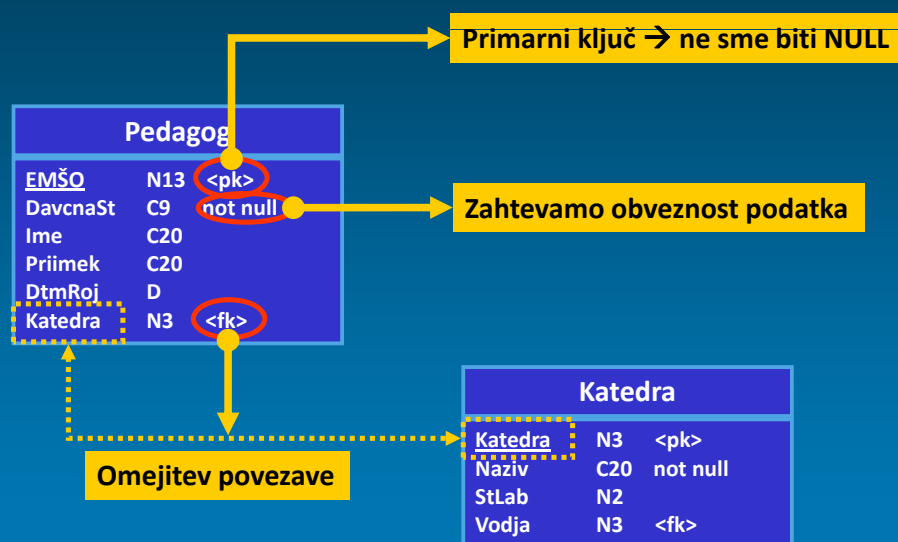 Primarni ključ → ne sme biti NULL
Pedagog
EMŠO N13 <pk>
DavcnaSt C9 not null
Zahtevamo obveznost podatka
Ime C20
Priimek C20
DtmRoj D
Katedra N3 <fk>
Katedra
Katedra N3 <pk>
Omejitev povezave
Naziv C20 not null
StLab N2
Vodja N3 <fk>